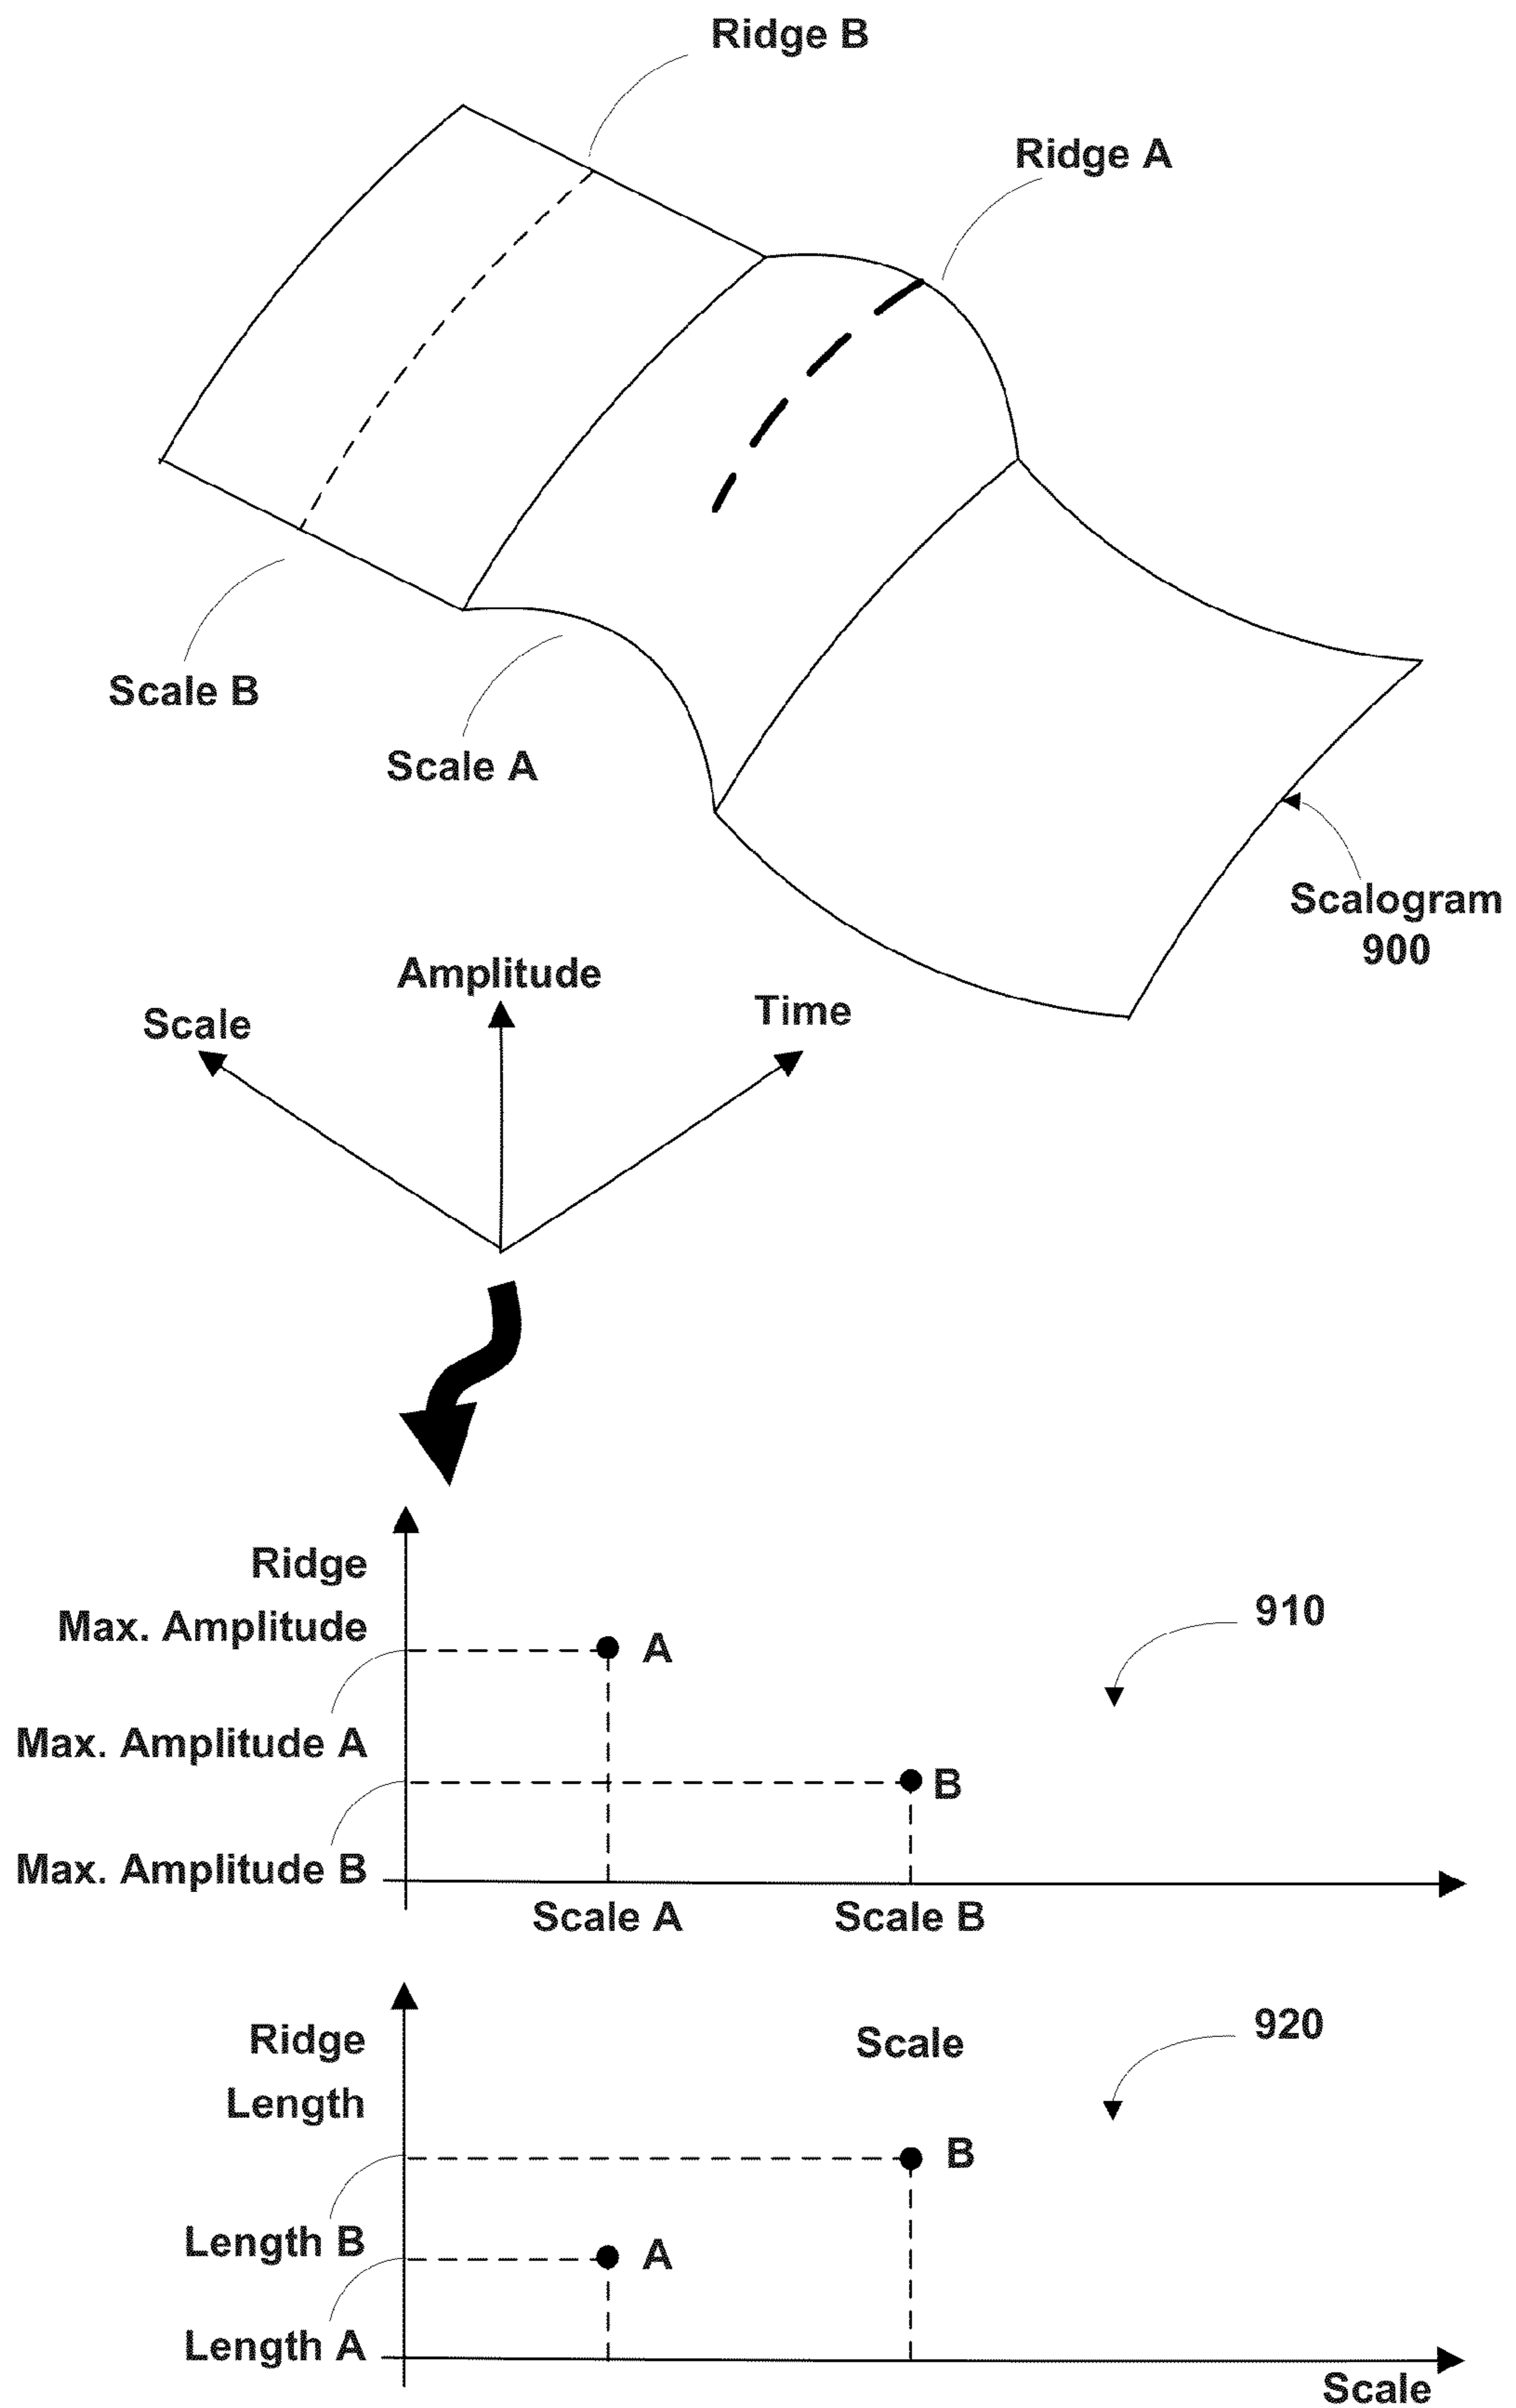 Ridge B
Ridge A
Scale B
Scale A
Scalogram
900
Amplitude
Scale
Time
Ridge
Max. Amplitude
910
A
Max. Amplitude A
B
Max. Amplitude B
Scale A
Scale B
Ridge
Length
Scale
920
B
Length B
A
Length A
Scale